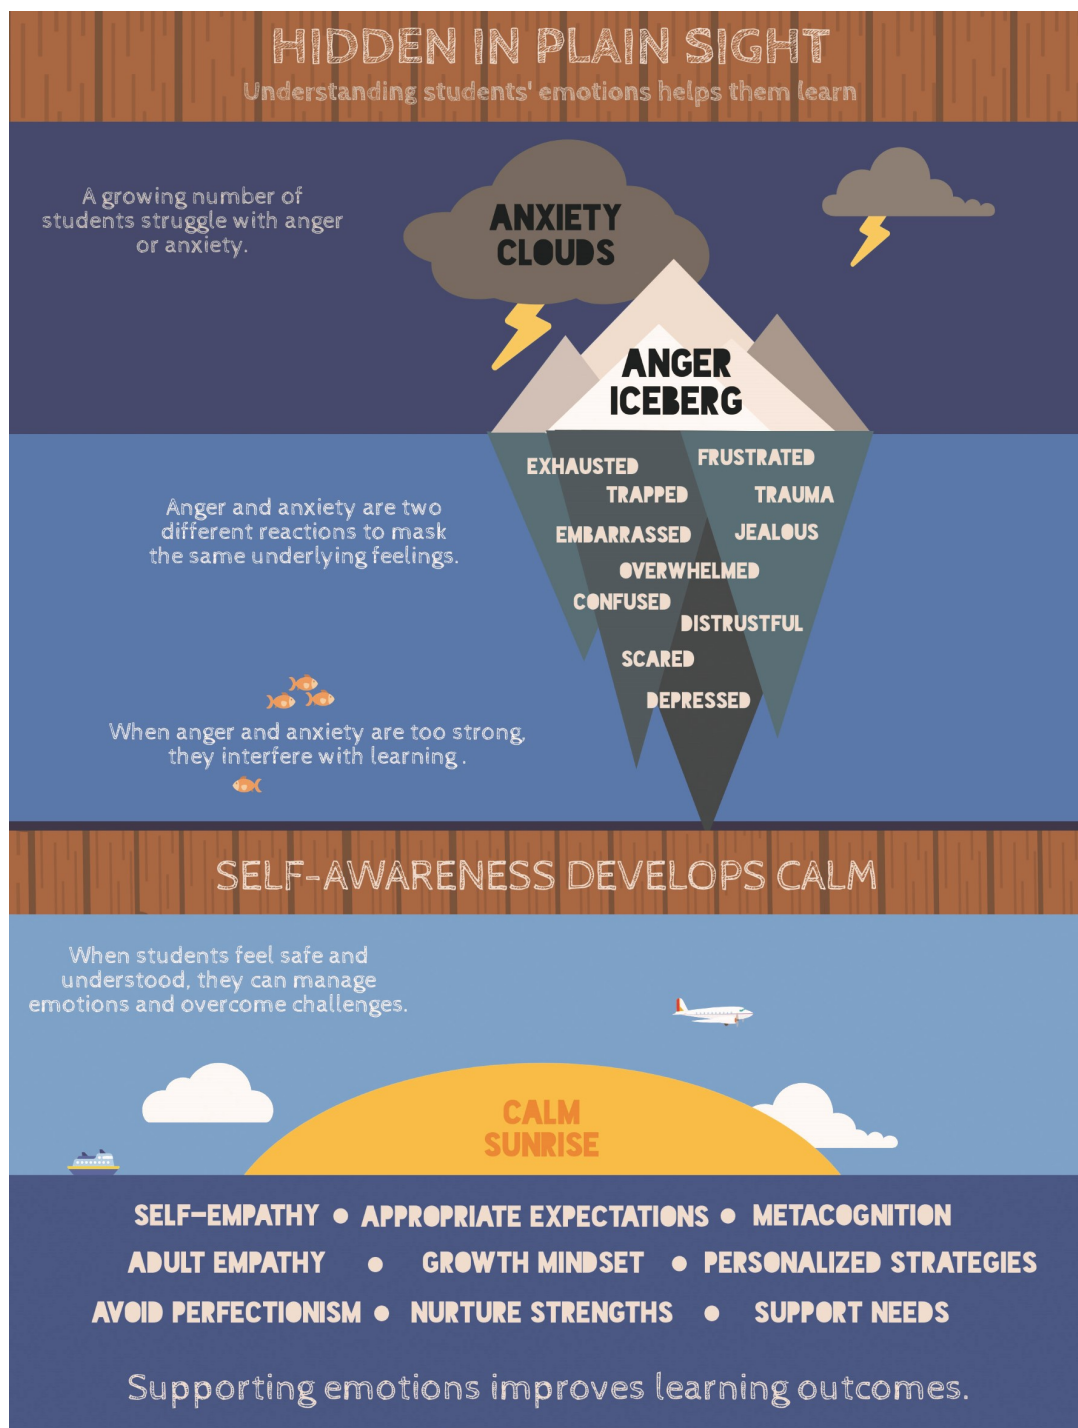 HIDDEN IN PLAIN SIGHT
Understanding students' emotions helps them learn
A growing number of
students struggle with anger
or anxiety.
ANXIETY
CLOUDS
ANGER
ICEBERG
EXHAUSTED
FRUSTRATED
TRAPPED
TRAUMA
EMBARRASSED
JEALOUS
OVERWHELMED
CONFUSED
DISTRUSTFUL
SCARED
DEPRESSED
Anger and anxiety are two
different reactions to mask
the same underlying feelings.
When anger and anxiety are too strong,
they interfere with learning.
SELF-AWARENESS DEVELOPS CALM
When students feel safe and
understood, they can manage
emotions and overcome challenges.
CALM
SUNRISE
SELF-EMPATHY • APPROPRIATE EXPECTATIONS • METACOGNITION
ADULT EMPATHY • GROWTH MINDSET • PERSONALIZED STRATEGIES
AVOID PERFECTIONISM • NURTURE STRENGTHS • SUPPORT NEEDS
Supporting emotions improves learning outcomes.